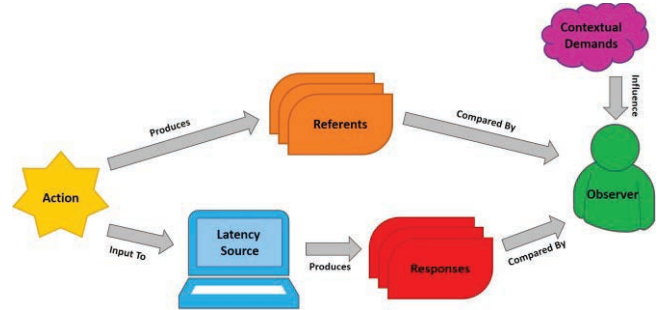 Contextual
Demands
Influence
Produces
Referents
Compared By
Action
Observer
Input To
Latency
Source
Produces
Responses
Compared By